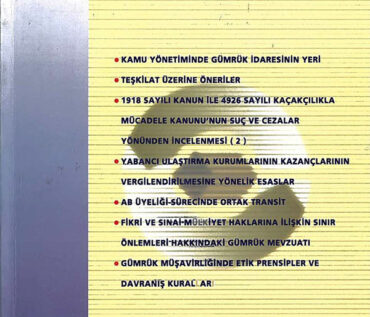 • KAMU YÖNETİMİNDE GÜMRÜK İDARESİNİN YERİ
• TEŞKİLAT ÜZERİNE ÖNERİLER
• 1918 SAYILI KANUN İLE 4926 SAYILI KAÇAKÇILIKLA
MÜCADELE KANUNU'NUN SUÇ VE CEZALAR
YÖNÜNDEN İNCELENMESİ ( 2 )
• YABANCI ULAŞTIRMA KURUMLARININ KAZANÇLARININ
VERGİLENDİRİLMESİNE YÖNELİK ESASLAR
• AB ÜYELİĞİ SÜRECİNDE ORTAK TRANSİT
• FİKRİ VE SINAİ MÜLKİYET HAKLARINA İLİŞKİN SINIR
ÖNLEMLERİ HAKKINDAKİ GÜMRÜK MEVZUATI
• GÜMRÜK MÜŞAVİRLİĞİNDE ETİK PRENSİPLER VE
DAVRANIŞ KURALLARI